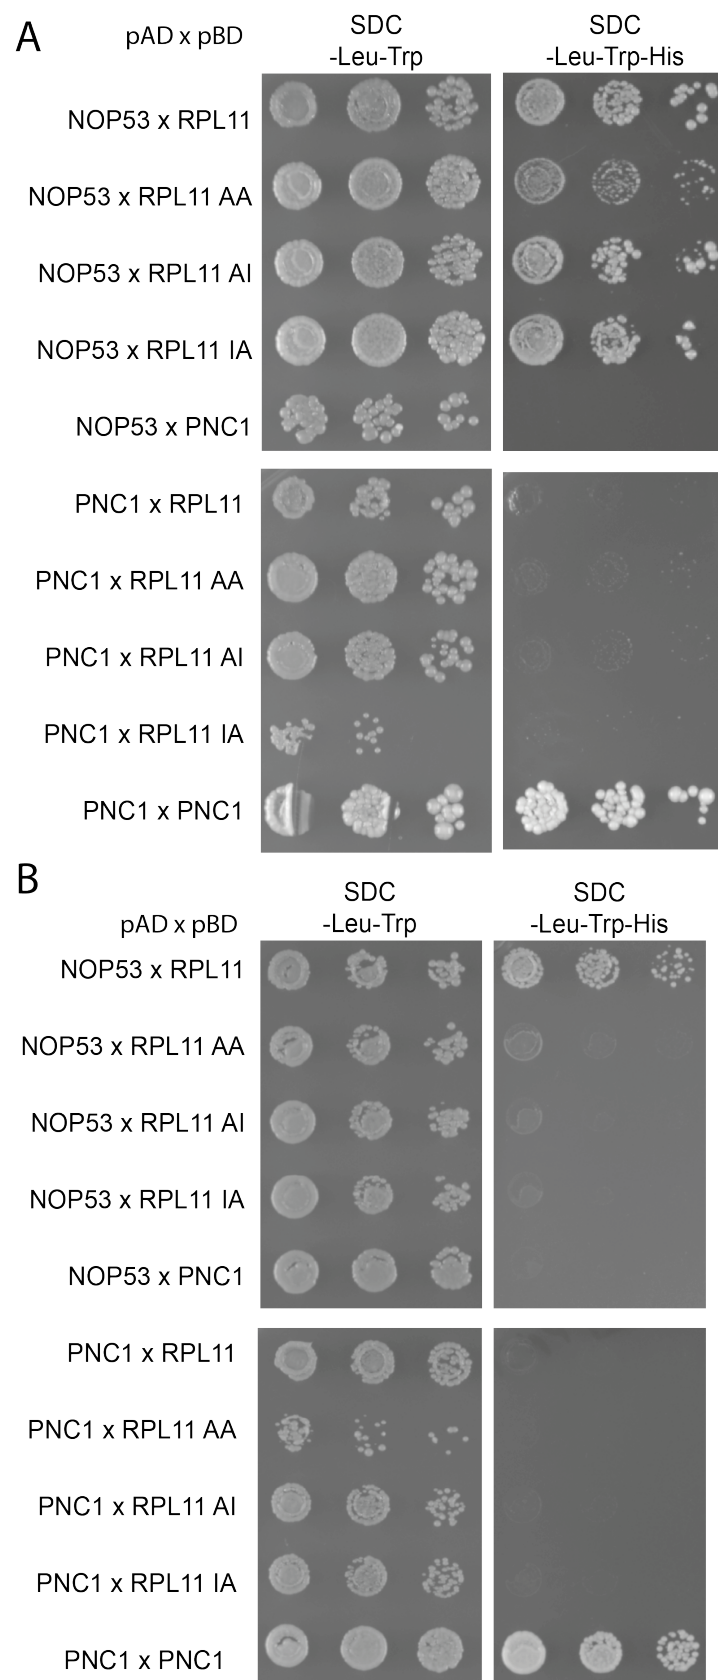 A
pAD x pBD
SDC
-Leu-Trp
SDC
-Leu-Trp-His
NOP53 x RPL11
NOP53 x RPL11 AA
NOP53 x RPL11 AI
NOP53 x RPL11 IA
NOP53 x PNC1
PNC1 x RPL11
PNC1 x RPL11 AA
PNC1 x RPL11 AI
PNC1 x RPL11 IA
PNC1 x PNC1
B
pAD x pBD
SDC
-Leu-Trp
SDC
-Leu-Trp-His
NOP53 x RPL11
NOP53 x RPL11 AA
NOP53 x RPL11 AI
NOP53 x RPL11 IA
NOP53 x PNC1
PNC1 x RPL11
PNC1 x RPL11 AA
PNC1 x RPL11 AI
PNC1 x RPL11 IA
PNC1 x PNC1